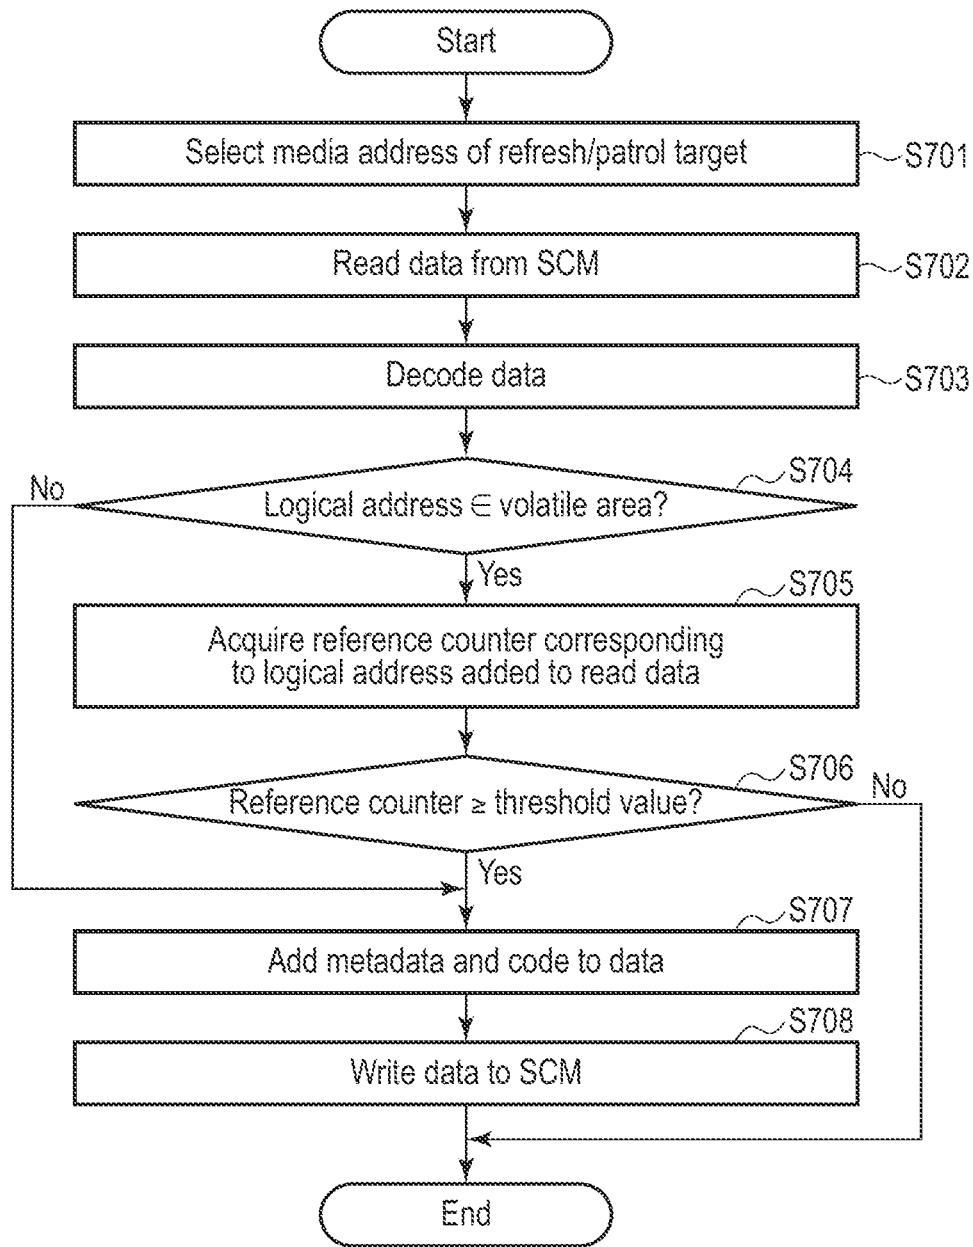 Start
Select media address of refresh/patrol target
S701
Read data from SCM
S702
Decode data
S703
S704
No
Logical address ∈ volatile area?
Yes
S705
Acquire reference counter corresponding
to logical address added to read data
S706
No
Reference counter ≥ threshold value?
Yes
S707
Add metadata and code to data
S708
Write data to SCM
End